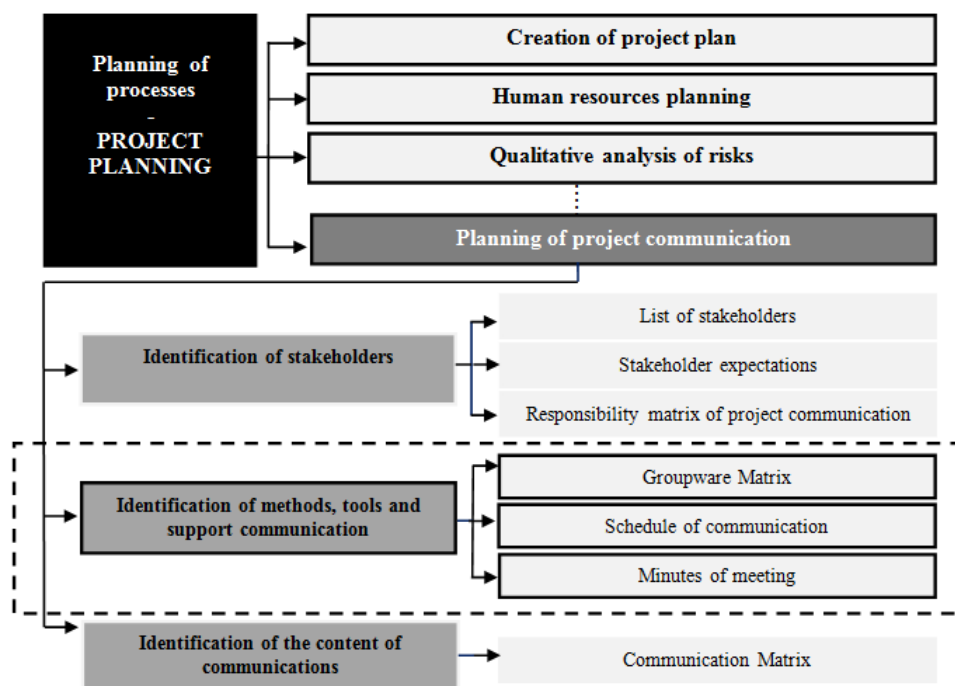 Planning of
processes
-
PROJECT
PLANNING
Creation of project plan
Human resources planning
Qualitative analysis of risks
Planning of project communication
Identification of stakeholders
List of stakeholders
Stakeholder expectations
Responsibility matrix of project communication
Identification of methods, tools and
support communication
Groupware Matrix
Schedule of communication
Minutes of meeting
Identification of the content of
communications
Communication Matrix